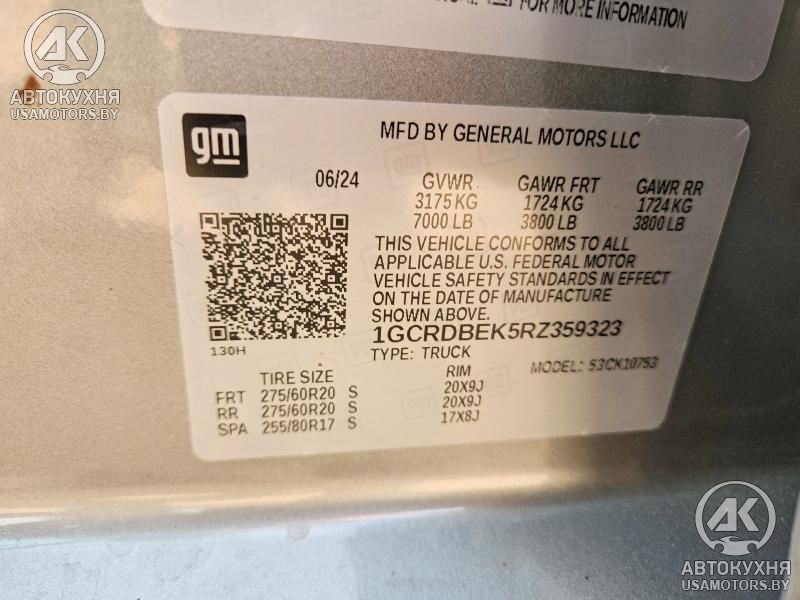 FOR MORE INFORMATION
AK
АВТОКУХНЯ
USAMOTORS.BY
gm
MFD BY GENERAL MOTORS LLC
06/24
GVWR GAWR FRT GAWR RR
3175 KG 1724 KG 1724 KG
7000 LB 3800 LB 3800 LB
THIS VEHICLE CONFORMS TO ALL
APPLICABLE U.S. FEDERAL MOTOR
VEHICLE SAFETY STANDARDS IN EFFECT
ON THE DATE OF MANUFACTURE
SHOWN ABOVE.
1GCRDBEK5RZ359323
130H
TYPE: TRUCK
MODEL: 53CK10753
TIRE SIZE RIM
FRT 275/60R20 S 20X9J
RR 275/60R20 S 20X9J
SPA 255/80R17 S 17X8J
AK
АВТОКУХНЯ
USAMOTORS.BY